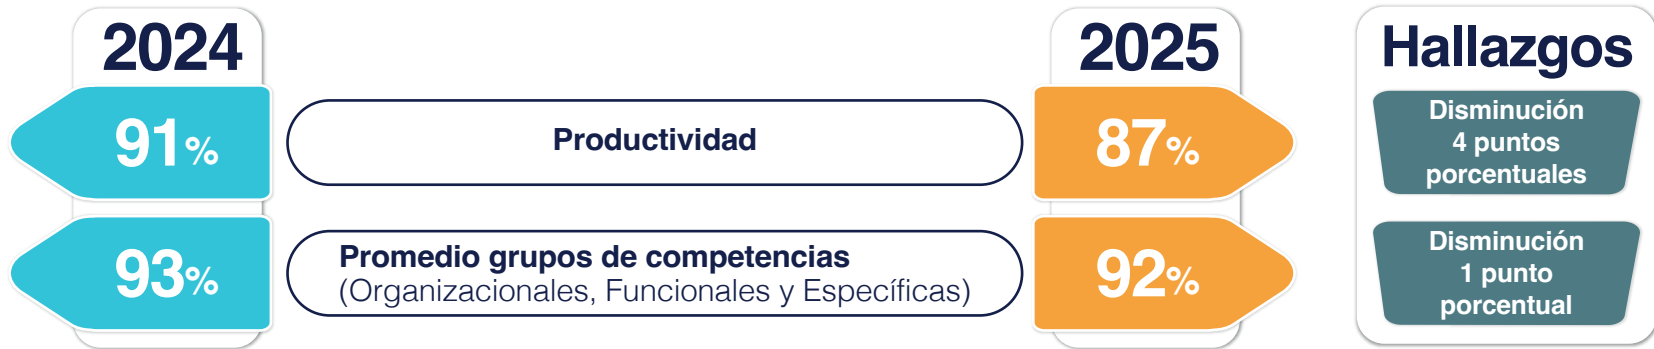 2024
2025
Hallazgos
91%
Productividad
87%
Disminución
4 puntos
porcentuales
93%
Promedio grupos de competencias
(Organizacionales, Funcionales y Específicas)
92%
Disminución
1 punto
porcentual